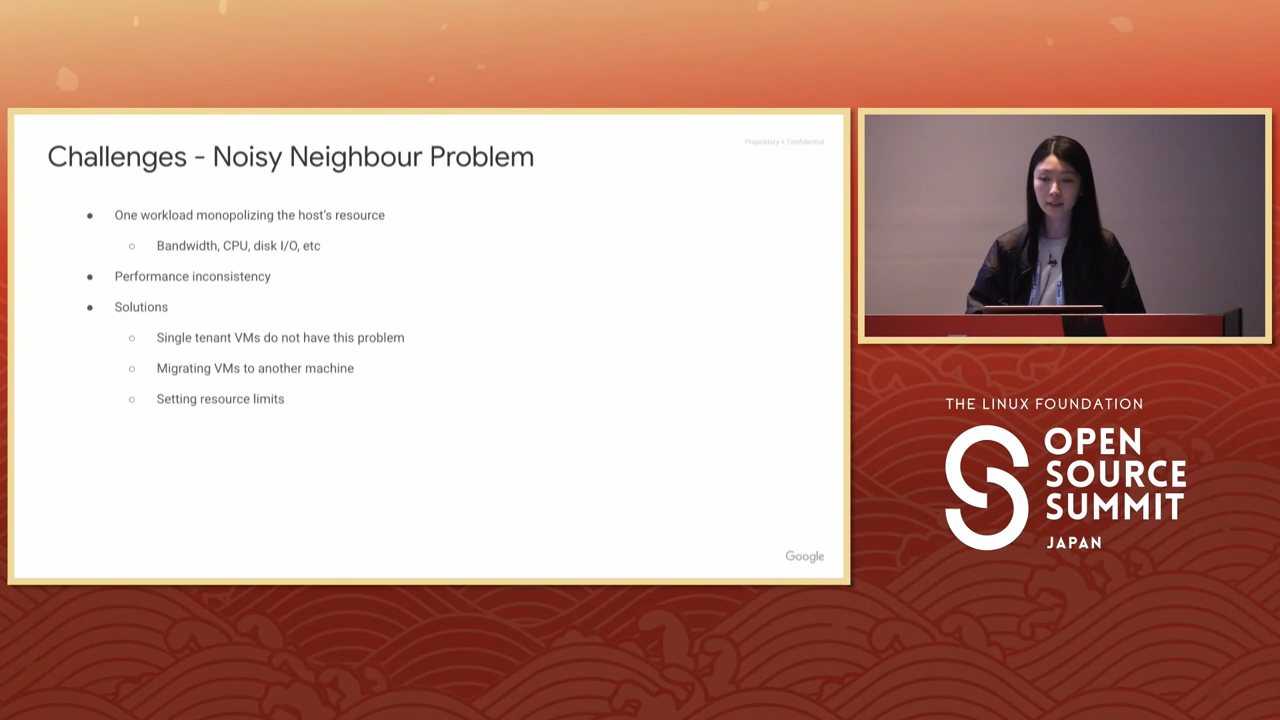 Challenges - Noisy Neighbour Problem
Proprietary + Confidential
● One workload monopolizing the host's resource
○ Bandwidth, CPU, disk I/O, etc
● Performance inconsistency
● Solutions
○ Single tenant VMs do not have this problem
○ Migrating VMs to another machine
○ Setting resource limits
Google
THE LINUX FOUNDATION
OPEN
SOURCE
SUMMIT
JAPAN